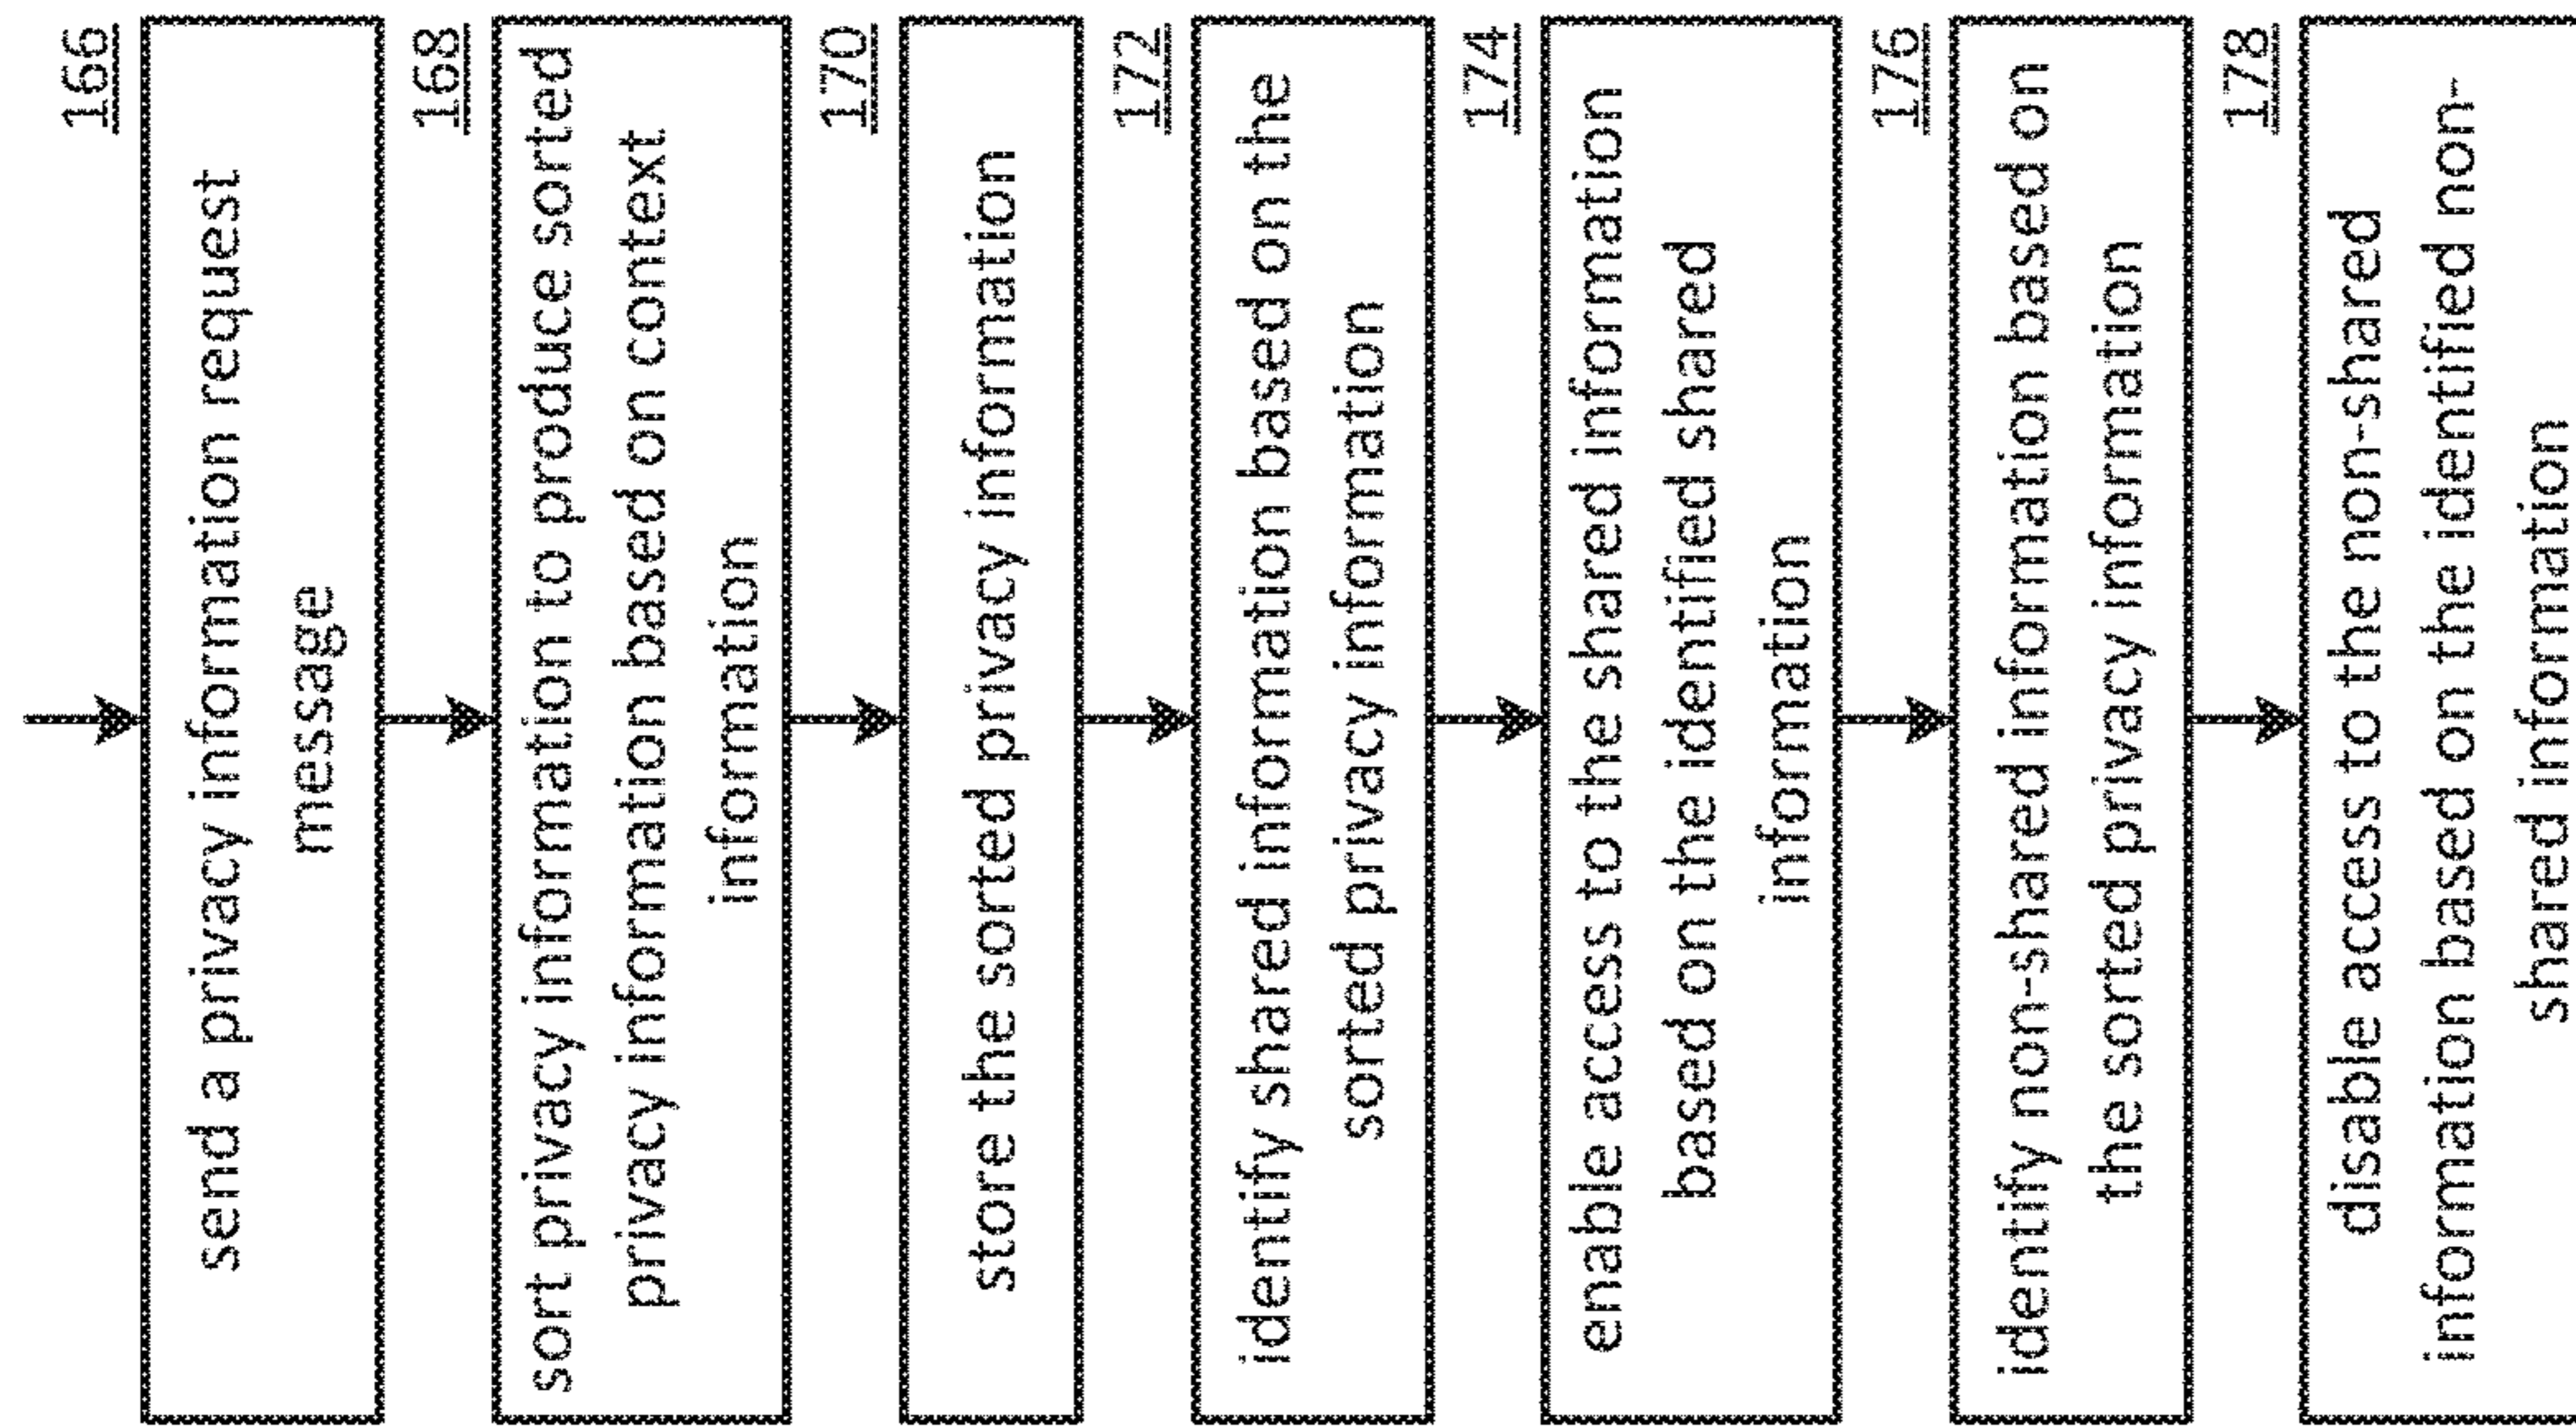 166
send a privacy information request
message
168
sort privacy information to produce sorted
privacy information based on context
information
170
store the sorted privacy information
172
identify shared information based on the
sorted privacy information
174
enable access to the shared information
based on the identified shared
information
176
identify non-shared information based on
the sorted privacy information
178
disable access to the non-shared
information based on the identified non-
shared information